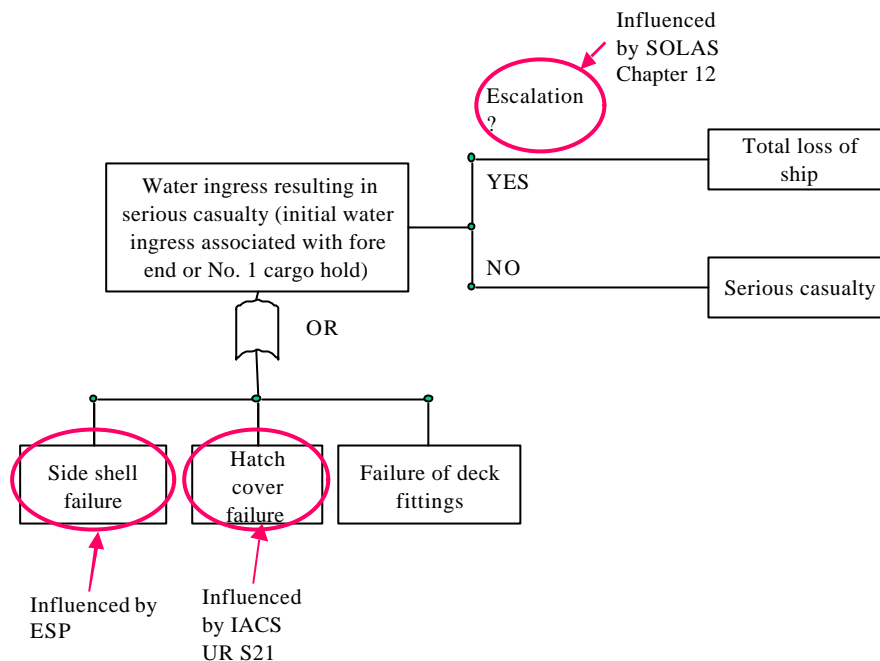 Influenced
by SOLAS
Chapter 12
Escalation
?
Total loss of
ship
YES
Water ingress resulting in
serious casualty (initial water
ingress associated with fore
end or No. 1 cargo hold)
NO
Serious casualty
OR
Side shell
failure
Hatch
cover
failure
Failure of deck
fittings
Influenced by
ESP
Influenced
by IACS
UR S21